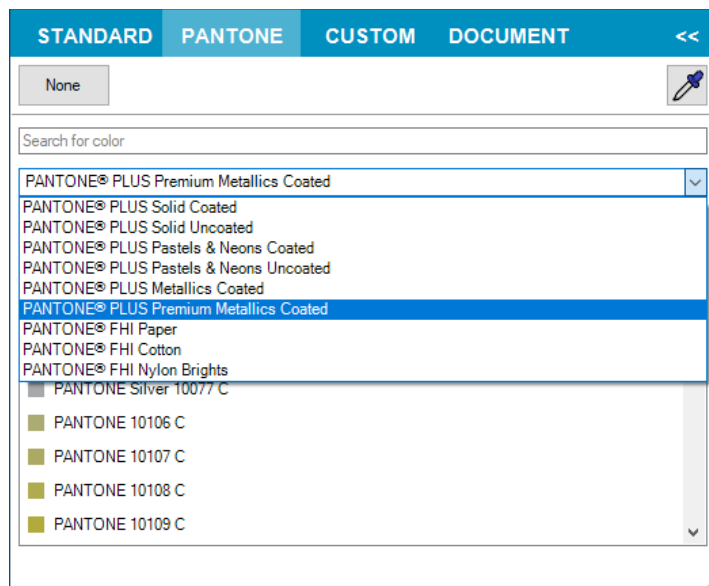 STANDARD PANTONE CUSTOM DOCUMENT <<
None
Search for color
PANTONE® PLUS Premium Metallics Coated
PANTONE® PLUS Solid Coated
PANTONE® PLUS Solid Uncoated
PANTONE® PLUS Pastels & Neons Coated
PANTONE® PLUS Pastels & Neons Uncoated
PANTONE® PLUS Metallics Coated
PANTONE® PLUS Premium Metallics Coated
PANTONE® FHI Paper
PANTONE® FHI Cotton
PANTONE® FHI Nylon Brights
PANTONE Silver 10077 C
PANTONE 10106 C
PANTONE 10107 C
PANTONE 10108 C
PANTONE 10109 C